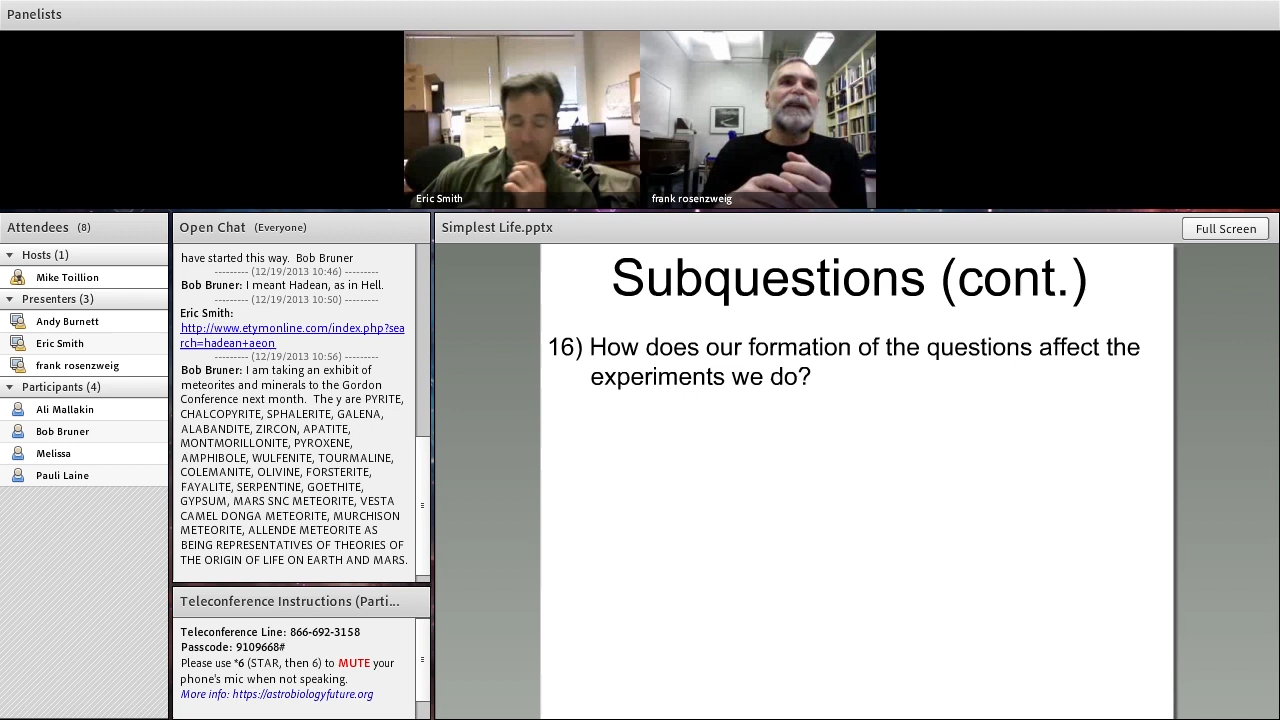 Panelists
Eric Smith
frank rosenzweig
Attendees (8)
Hosts (1)
Mike Toillion
Presenters (3)
Andy Burnett
Eric Smith
frank rosenzweig
Participants (4)
Ali Mallakin
Bob Bruner
Melissa
Pauli Laine
Open Chat (Everyone)
have started this way. Bob Bruner
--------- (12/19/2013 10:46) ---------
Bob Bruner: I meant Hadean, as in Hell.
--------- (12/19/2013 10:50) ---------
Eric Smith:
http://www.etymonline.com/index.php?sea
rch=hadean+aeon
--------- (12/19/2013 10:56) ---------
Bob Bruner: I am taking an exhibit of
meteorites and minerals to the Gordon
Conference next month. The y are PYRITE,
CHALCOPYRITE, SPHALERITE, GALENA,
ALABANDITE, ZIRCON, APATITE,
MONTMORILLONITE, PYROXENE,
AMPHIBOLE, WULFENITE, TOURMALINE,
COLEMANITE, OLIVINE, FORSTERITE,
FAYALITE, SERPENTINE, GOETHITE,
GYPSUM, MARS SNC METEORITE, VESTA
CAMEL DONGA METEORITE, MURCHISON
METEORITE, ALLENDE METEORITE AS
BEING REPRESENTATIVES OF THEORIES OF
THE ORIGIN OF LIFE ON EARTH AND MARS.
Teleconference Instructions (Parti...
Teleconference Line: 866-692-3158
Passcode: 9109668#
Please use *6 (STAR, then 6) to MUTE your
phone's mic when not speaking.
More info: https://astrobiologyfuture.org
Simplest Life.pptx
Full Screen
Subquestions (cont.)
16) How does our formation of the questions affect the
experiments we do?